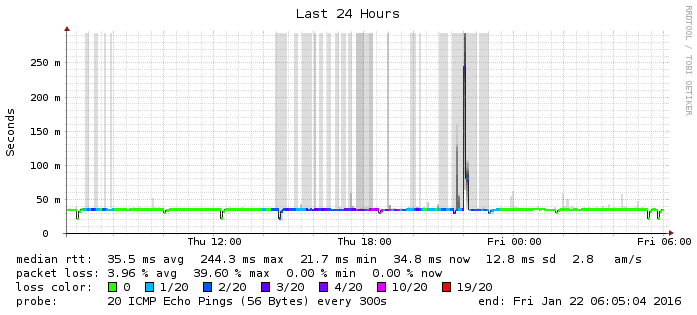 Last 24 Hours
RRDTOOL / TOBI OETIKER
Seconds
250 m
200 m
150 m
100 m
50 m
0
Thu 12:00 Thu 18:00 Fri 00:00 Fri 06:00
median rtt: 35.5 ms avg 244.3 ms max 21.7 ms min 34.8 ms now 12.8 ms sd 2.8 am/s
packet loss: 3.96 % avg 39.60 % max 0.00 % min 0.00 % now
loss color: 0 1/20 2/20 3/20 4/20 10/20 19/20
probe: 20 ICMP Echo Pings (56 Bytes) every 300s end: Fri Jan 22 06:05:04 2016